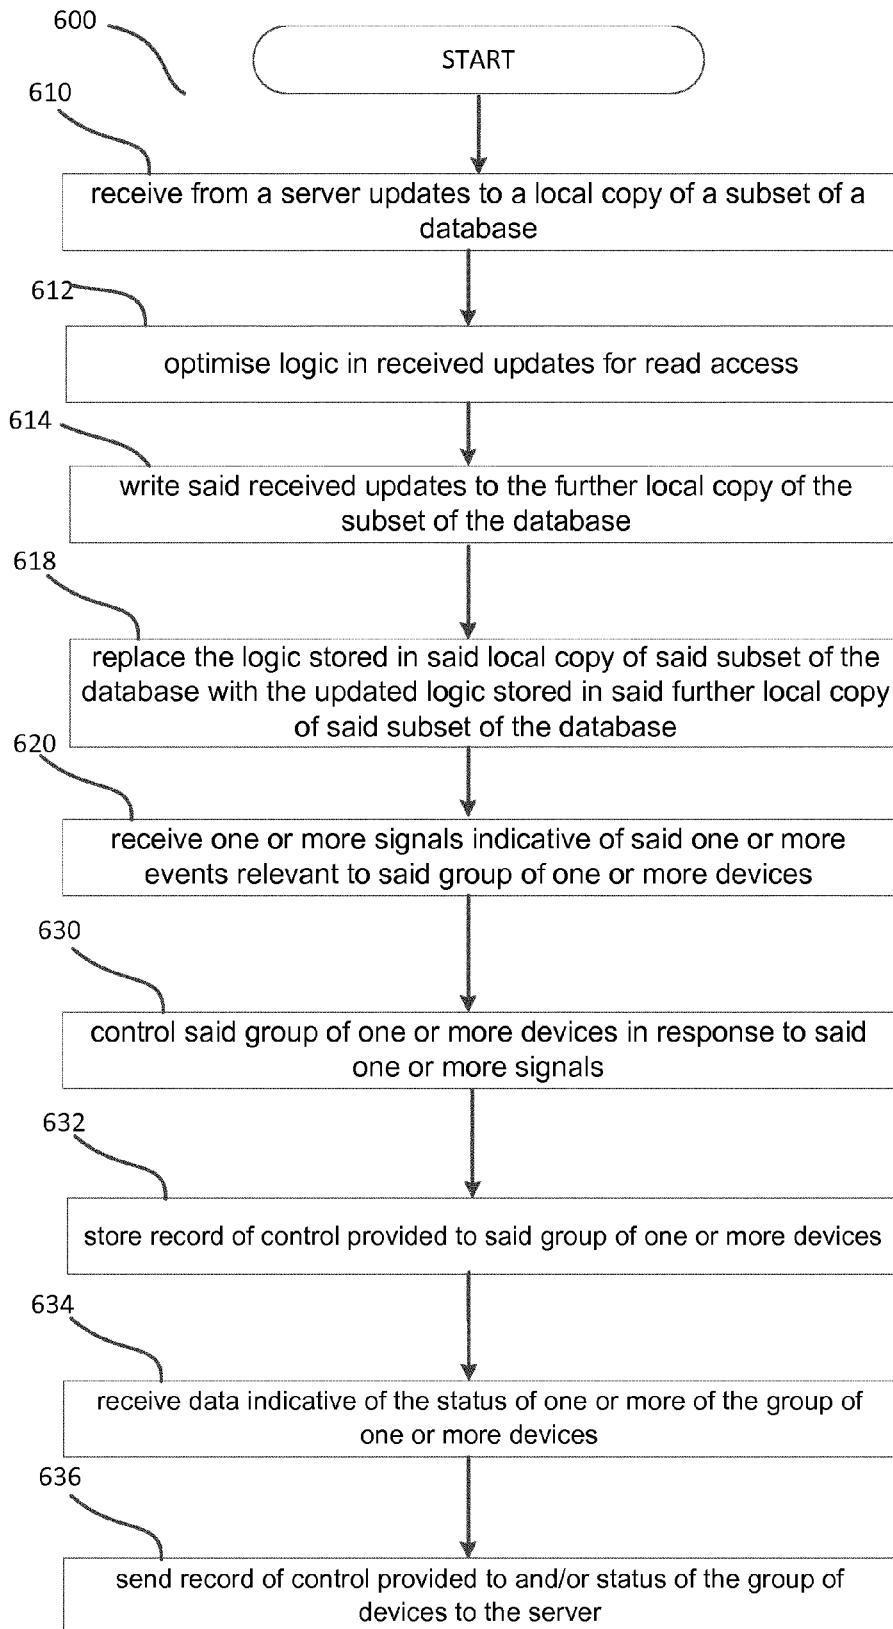 600
START
610
receive from a server updates to a local copy of a subset of a
database
612
optimise logic in received updates for read access
614
write said received updates to the further local copy of the
subset of the database
618
replace the logic stored in said local copy of said subset of the
database with the updated logic stored in said further local copy
of said subset of the database
620
receive one or more signals indicative of said one or more
events relevant to said group of one or more devices
630
control said group of one or more devices in response to said
one or more signals
632
store record of control provided to said group of one or more devices
634
receive data indicative of the status of one or more of the group of
one or more devices
636
send record of control provided to and/or status of the group of
devices to the server